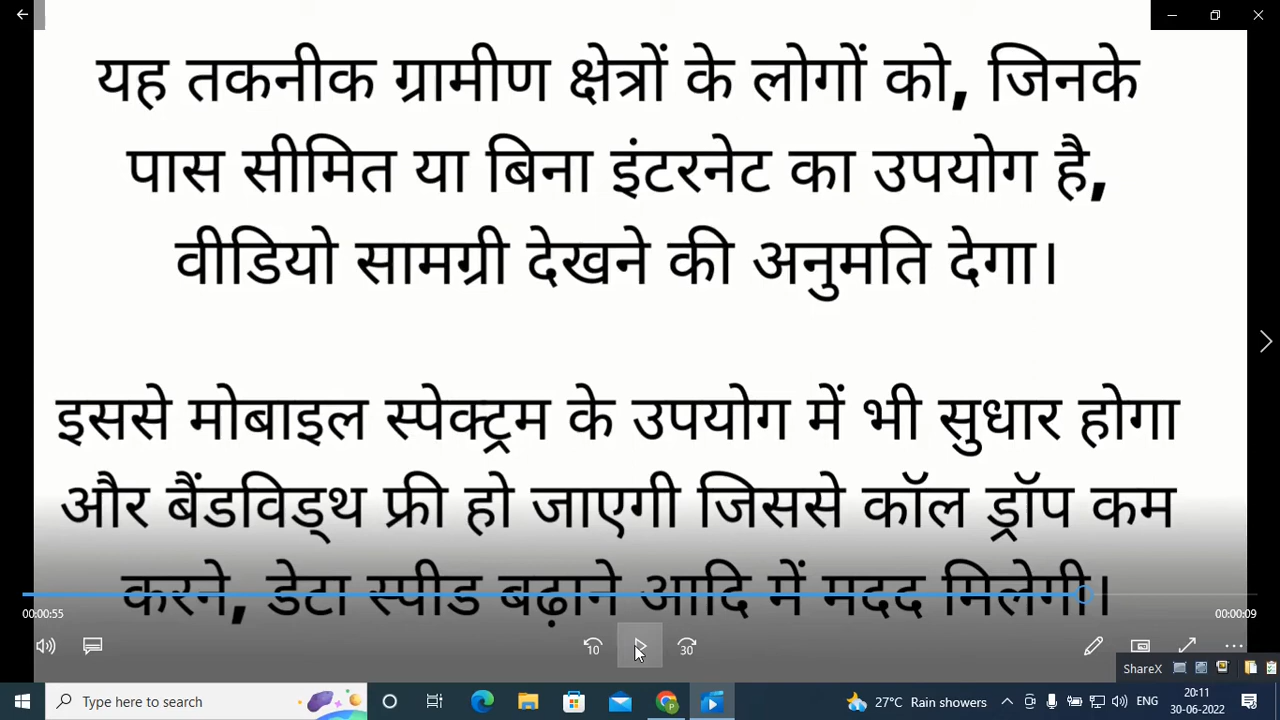 यह तकनीक ग्रामीण क्षेत्रों के लोगों को, जिनके
पास सीमित या बिना इंटरनेट का उपयोग है,
वीडियो सामग्री देखने की अनुमति देगा।
इससे मोबाइल स्पेक्ट्रम के उपयोग में भी सुधार होगा
और बैंडविड्थ फ्री हो जाएगी जिससे कॉल ड्रॉप कम
करने, डेटा स्पीड बढ़ाने आदि में मदद मिलेगी।
00:00:55
00:00:09
10
30
ShareX
Type here to search
27°C Rain showers
ENG
20:11
30-06-2022